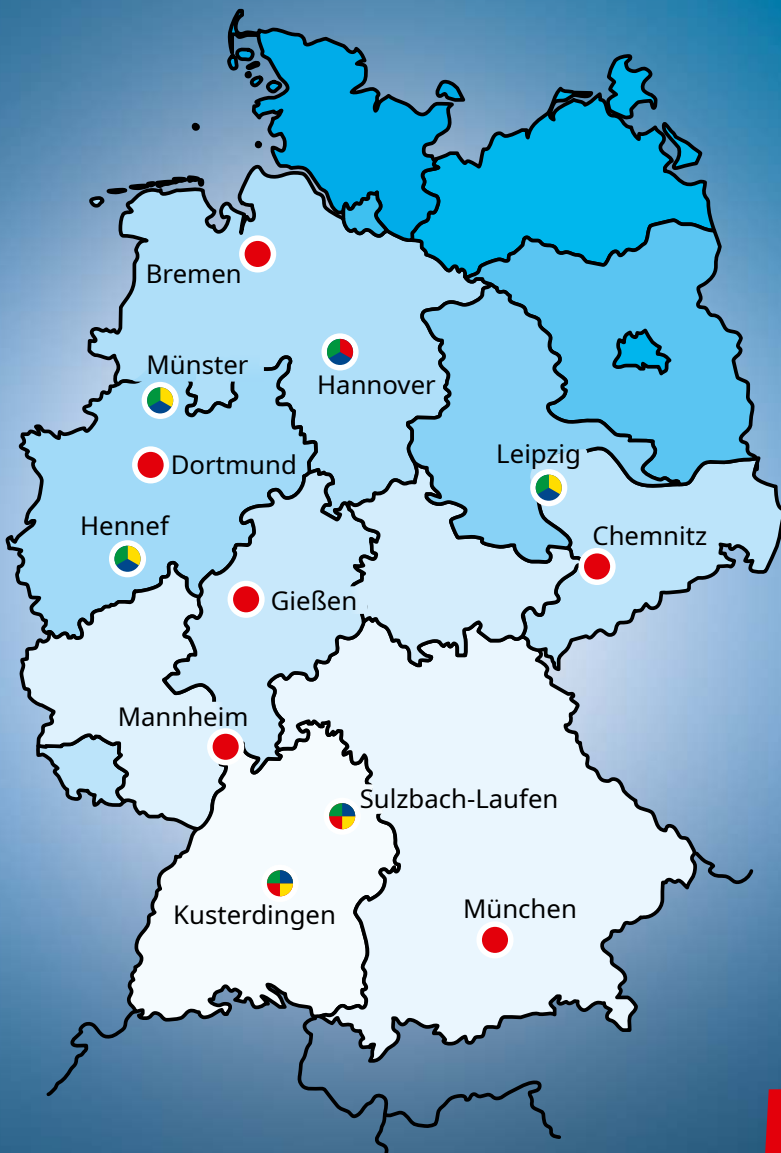 Bremen
Münster
Hannover
Dortmund
Leipzig
Hennef
Chemnitz
Gießen
Mannheim
Sulzbach-Laufen
Kusterdingen
München